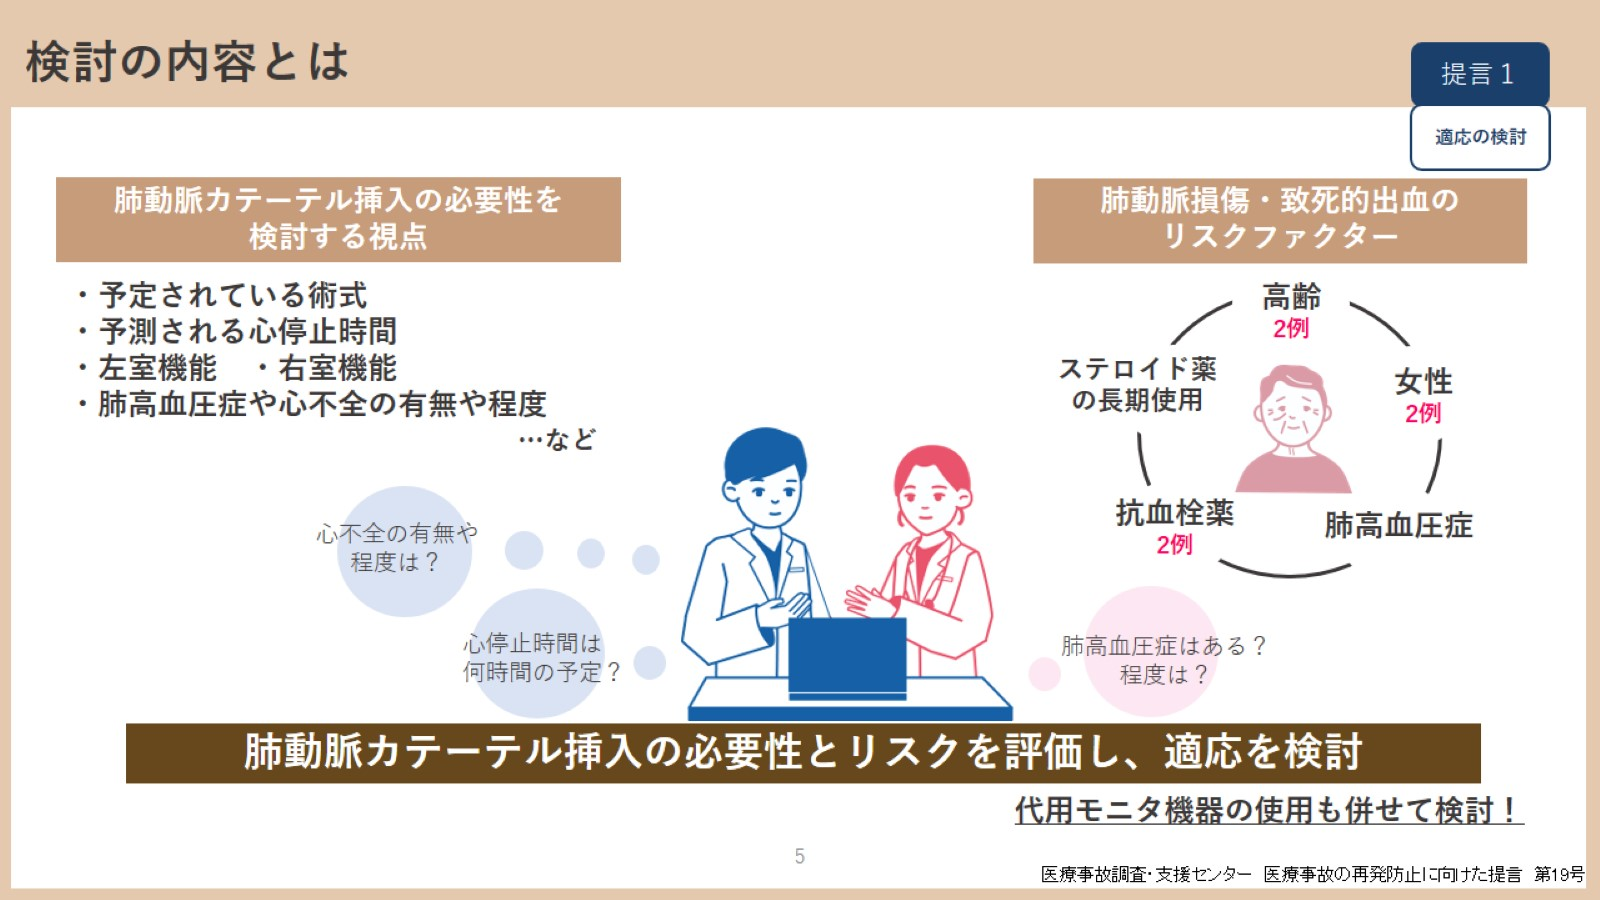 検討の内容とは
提言１
適応の検討
肺動脈カテーテル挿入の必要性を
検討する視点
・予定されている術式
・予測される心停止時間
・左室機能　・右室機能
・肺高血圧症や心不全の有無や程度
…など
肺動脈損傷・致死的出血の
リスクファクター
高齢
2例
女性
2例
肺高血圧症
抗血栓薬
2例
ステロイド薬
の長期使用
心不全の有無や
程度は？
心停止時間は
何時間の予定？
肺高血圧症はある？
程度は？
肺動脈カテーテル挿入の必要性とリスクを評価し、適応を検討
代用モニタ機器の使用も併せて検討！
5
医療事故調査・支援センター　医療事故の再発防止に向けた提言　第19号